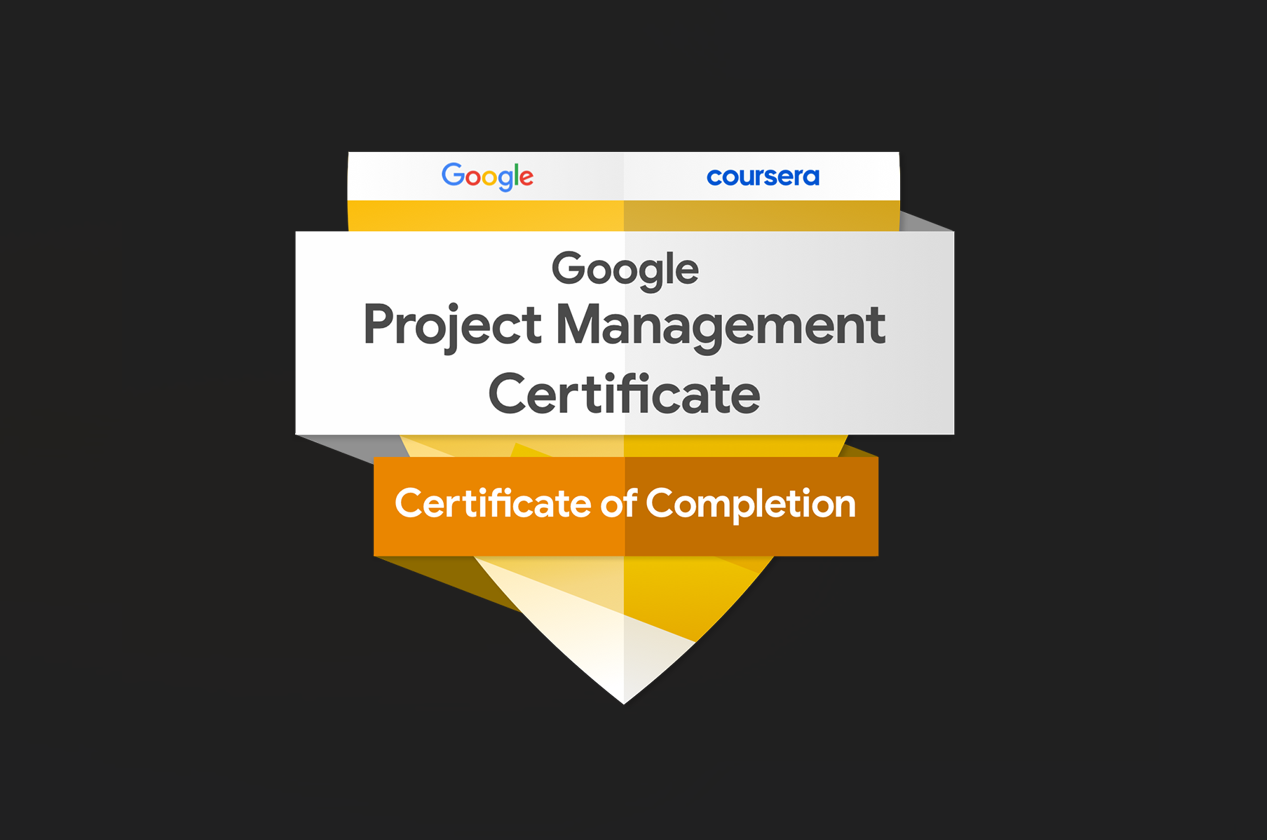 Google coursera
Google
Project Management
Certificate
Certificate of Completion